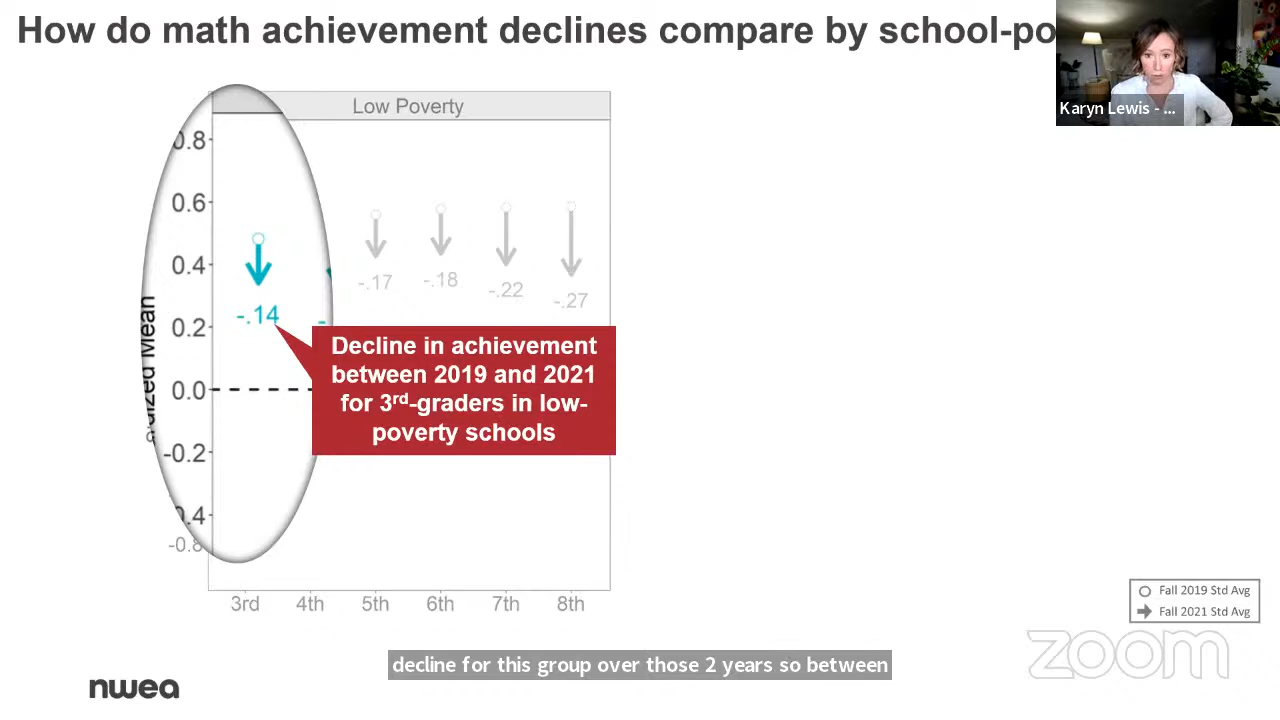 How do math achievement declines compare by school-po
Karyn Lewis - ...
Low Poverty
0.8
0.6
0.4
0.2
0.0
-0.2
0.4
-0.8
Mean
-.14
-.17
-.18
-.22
-.27
Decline in achievement
between 2019 and 2021
for 3rd-graders in low-
poverty schools
3rd 4th 5th 6th 7th 8th
Fall 2019 Std Avg
Fall 2021 Std Avg
zoom
decline for this group over those 2 years so between
nwea